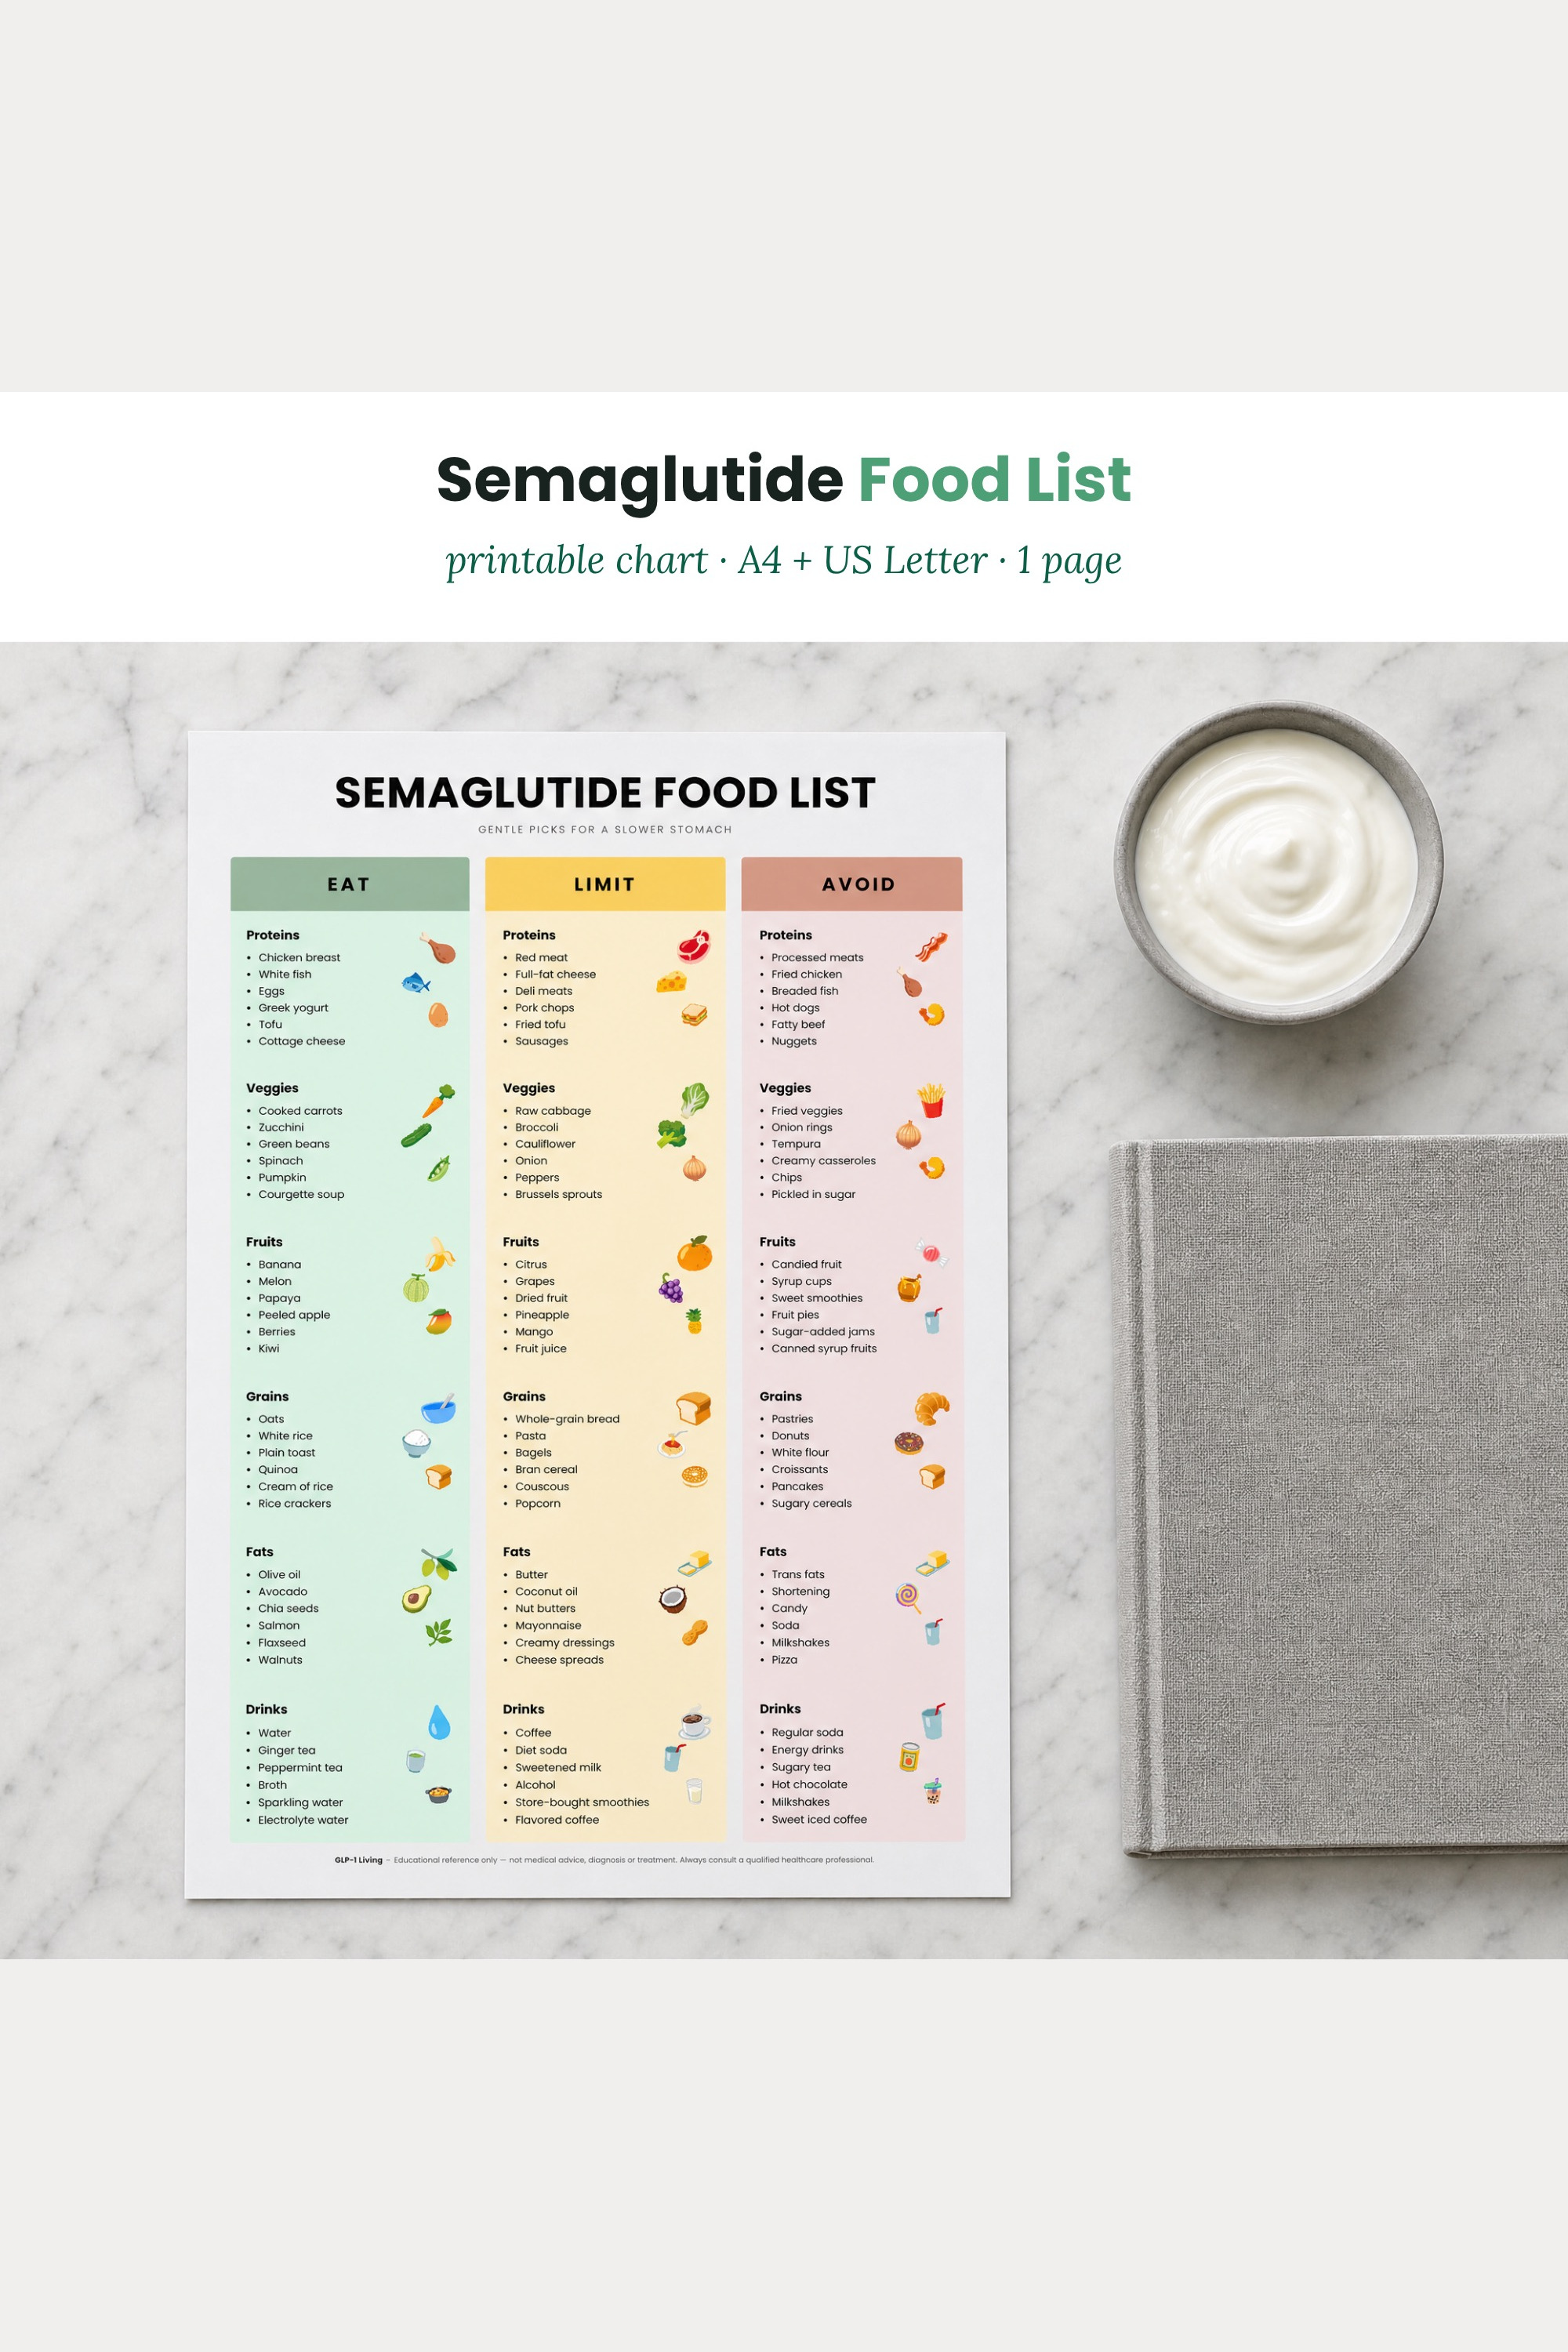 Semaglutide Food List
printable chart · A4 + US Letter · 1 page
SEMAGLUTIDE FOOD LIST
GENTLE PICKS FOR A SLOWER STOMACH
EAT
Proteins
• Chicken breast
• White fish
• Eggs
• Greek yogurt
• Tofu
• Cottage cheese
Veggies
• Cooked carrots
• Zucchini
• Green beans
• Spinach
• Pumpkin
• Courgette soup
Fruits
• Banana
• Melon
• Papaya
• Peeled apple
• Berries
• Kiwi
Grains
• Oats
• White rice
• Plain toast
• Quinoa
• Cream of rice
• Rice crackers
Fats
• Olive oil
• Avocado
• Chia seeds
• Salmon
• Flaxseed
• Walnuts
Drinks
• Water
• Ginger tea
• Peppermint tea
• Broth
• Sparkling water
• Electrolyte water
LIMIT
Proteins
• Red meat
• Full-fat cheese
• Deli meats
• Pork chops
• Fried tofu
• Sausages
Veggies
• Raw cabbage
• Broccoli
• Cauliflower
• Onion
• Peppers
• Brussels sprouts
Fruits
• Citrus
• Grapes
• Dried fruit
• Pineapple
• Mango
• Fruit juice
Grains
• Whole-grain bread
• Pasta
• Bagels
• Bran cereal
• Couscous
• Popcorn
Fats
• Butter
• Coconut oil
• Nut butters
• Mayonnaise
• Creamy dressings
• Cheese spreads
Drinks
• Coffee
• Diet soda
• Sweetened milk
• Alcohol
• Store-bought smoothies
• Flavored coffee
AVOID
Proteins
• Processed meats
• Fried chicken
• Breaded fish
• Hot dogs
• Fatty beef
• Nuggets
Veggies
• Fried veggies
• Onion rings
• Tempura
• Creamy casseroles
• Chips
• Pickled in sugar
Fruits
• Candied fruit
• Syrup cups
• Sweet smoothies
• Fruit pies
• Sugar-added jams
• Canned syrup fruits
Grains
• Pastries
• Donuts
• White flour
• Croissants
• Pancakes
• Sugary cereals
Fats
• Trans fats
• Shortening
• Candy
• Soda
• Milkshakes
• Pizza
Drinks
• Regular soda
• Energy drinks
• Sugary tea
• Hot chocolate
• Milkshakes
• Sweet iced coffee
GLP-1 Living – Educational reference only — not medical advice, diagnosis or treatment. Always consult a qualified healthcare professional.